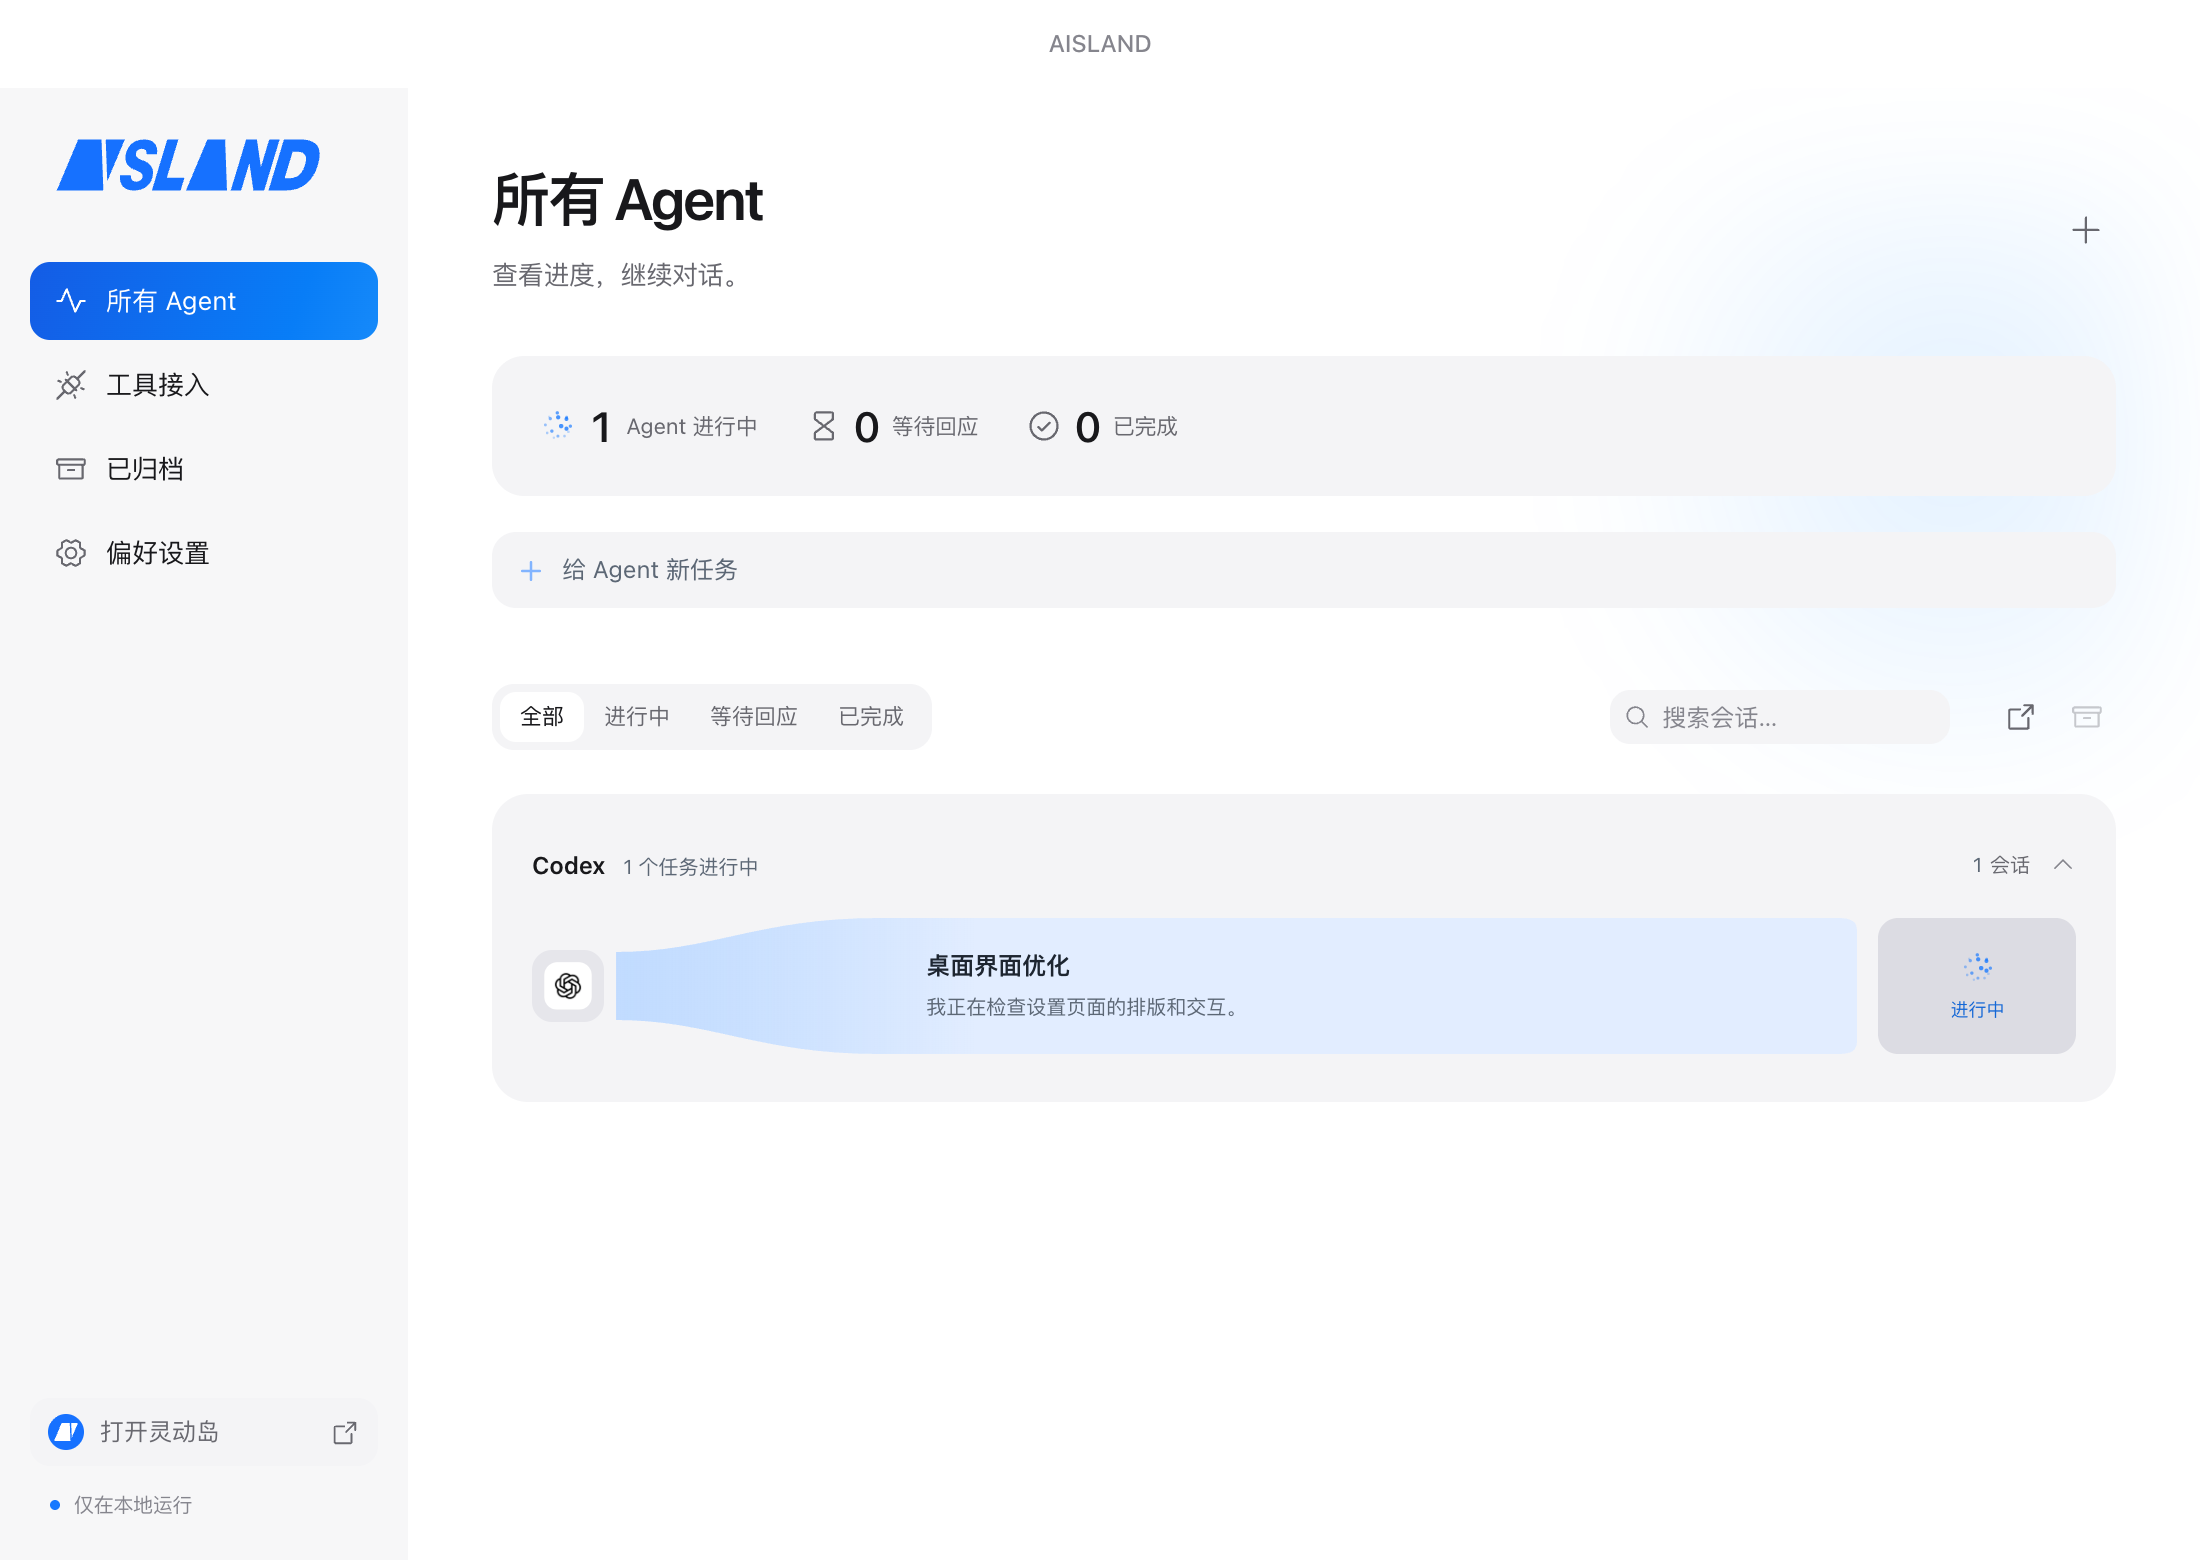 AISLAND
AISLAND
所有 Agent
工具接入
已归档
偏好设置
打开灵动岛
仅在本地运行
所有 Agent
查看进度，继续对话。
1 Agent 进行中 0 等待回应 0 已完成
给 Agent 新任务
全部 进行中 等待回应 已完成
搜索会话...
Codex 1 个任务进行中 1 会话
桌面界面优化
我正在检查设置页面的排版和交互。
进行中